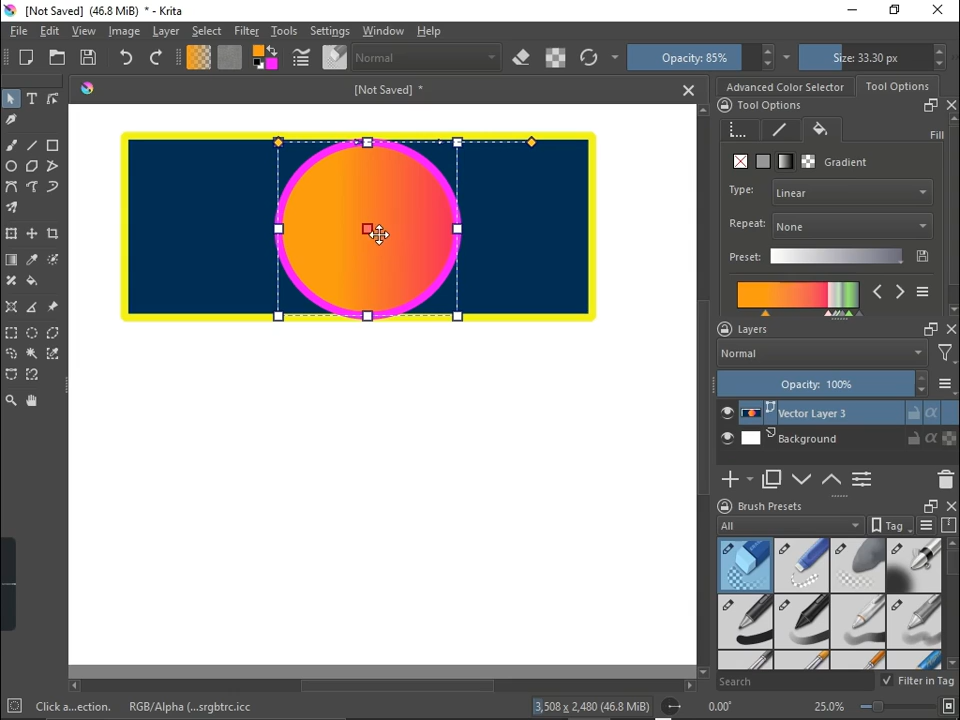 [Not Saved] (46.8 MiB) * - Krita
File Edit View Image Layer Select Filter Tools Settings Window Help
Normal
Opacity: 85%
Size: 33.30 px
[Not Saved] *
Advanced Color Selector
Tool Options
Tool Options
Fill
Gradient
Type: Linear
Repeat: None
Preset:
Layers
Normal
Opacity: 100%
Vector Layer 3
Background
Brush Presets
All
Tag
Search
Filter in Tag
Click a...ection.
RGB/Alpha (...srgbtrc.icc
3,508 x 2,480 (46.8 MiB)
0.00°
25.0%